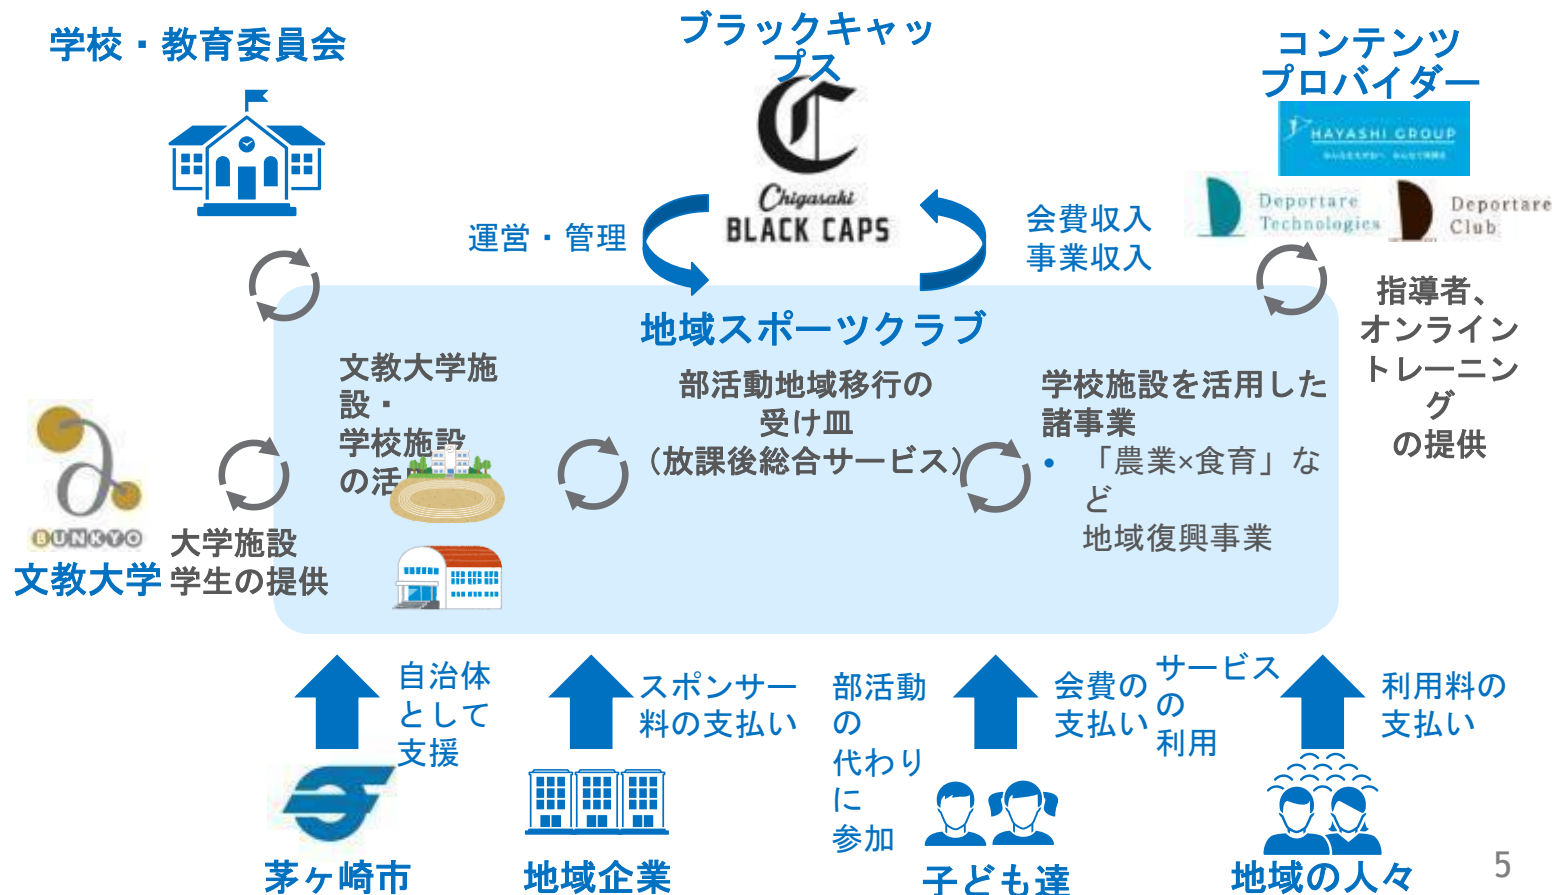 学校・教育委員会
ブラックキャッ
プス
コンテンツ
プロバイダー
HAYASHI GROUP
Chigasaki
BLACK CAPS
Deportare
Technologies
Deportare
Club
運営・管理
会費収入
事業収入
指導者、
オンライン
トレーニン
グ
の提供
地域スポーツクラブ
文教大学施
設・
学校施設
の活
部活動地域移行の
受け皿
（放課後総合サービス）
学校施設を活用した
諸事業
• 「農業×食育」な
ど
地域復興事業
BUNKYO
文教大学
大学施設
学生の提供
自治体
として
支援
スポンサー
料の支払い
部活動
の
代わり
に
参加
会費の
支払い
サービス
の
利用
利用料の
支払い
茅ヶ崎市
地域企業
子ども達
地域の人々
5